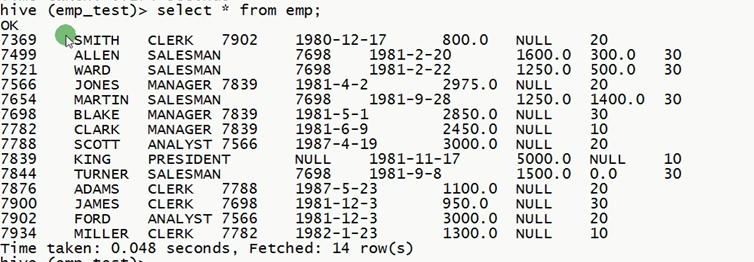 hive (emp_test)> select * from emp;
OK
7369 SMITH CLERK 7902 1980-12-17 800.0 NULL 20
7499 ALLEN SALESMAN 7698 1981-2-20 1600.0 300.0 30
7521 WARD SALESMAN 7698 1981-2-22 1250.0 500.0 30
7566 JONES MANAGER 7839 1981-4-2 2975.0 NULL 20
7654 MARTIN SALESMAN 7698 1981-9-28 1250.0 1400.0 30
7698 BLAKE MANAGER 7839 1981-5-1 2850.0 NULL 30
7782 CLARK MANAGER 7839 1981-6-9 2450.0 NULL 10
7788 SCOTT ANALYST 7566 1987-4-19 3000.0 NULL 20
7839 KING PRESIDENT NULL 1981-11-17 5000.0 NULL 10
7844 TURNER SALESMAN 7698 1981-9-8 1500.0 0.0 30
7876 ADAMS CLERK 7788 1987-5-23 1100.0 NULL 20
7900 JAMES CLERK 7698 1981-12-3 950.0 NULL 30
7902 FORD ANALYST 7566 1981-12-3 3000.0 NULL 20
7934 MILLER CLERK 7782 1982-1-23 1300.0 NULL 10
Time taken: 0.048 seconds, Fetched: 14 row(s)
hive (emp_test)>